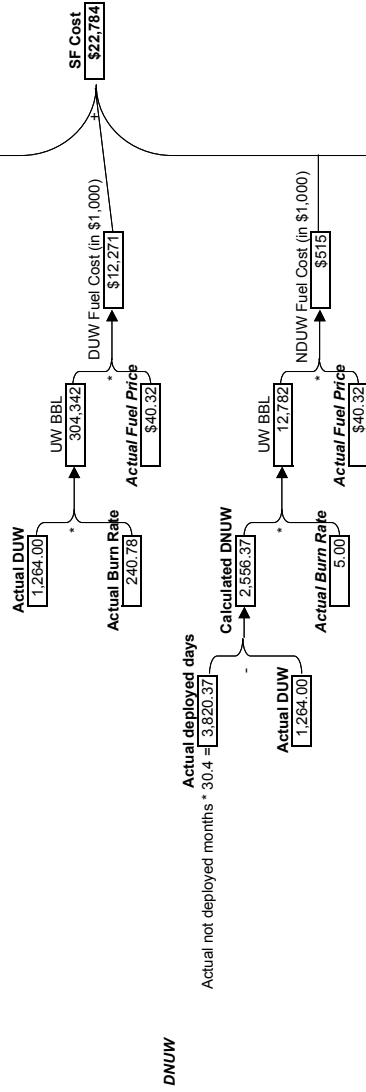 SF Cost
$22,784
+
DUW Fuel Cost (in $1,000)
$12,271
UW BBL
304,342
*
Actual Fuel Price
$40.32
Actual DUW
1,264.00
*
Actual Burn Rate
240.78
NDUW Fuel Cost (in $1,000)
$515
UW BBL
12,782
*
Actual Fuel Price
$40.32
Calculated DNUW
2,556.37
*
Actual Burn Rate
5.00
Actual deployed days
Actual not deployed months * 30.4 = 3,820.37
-
Actual DUW
1,264.00
DNUW